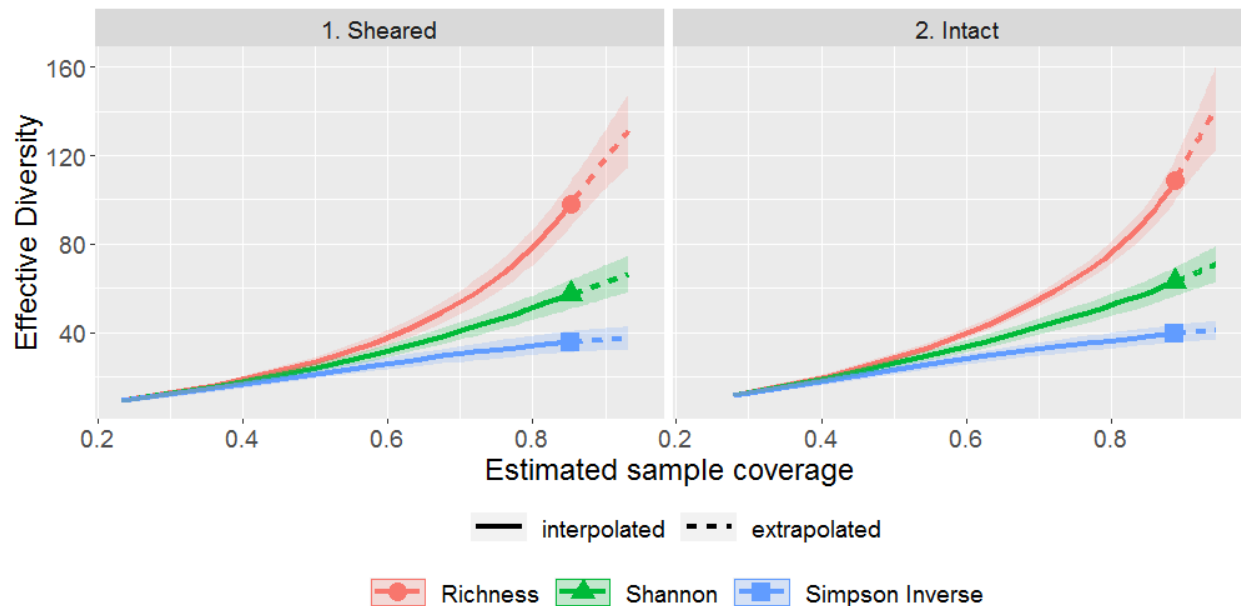 1. Sheared
2. Intact
160
120
80
40
Effective Diversity
0.2 0.4 0.6 0.8 0.2 0.4 0.6 0.8
Estimated sample coverage
interpolated extrapolated
Richness Shannon Simpson Inverse